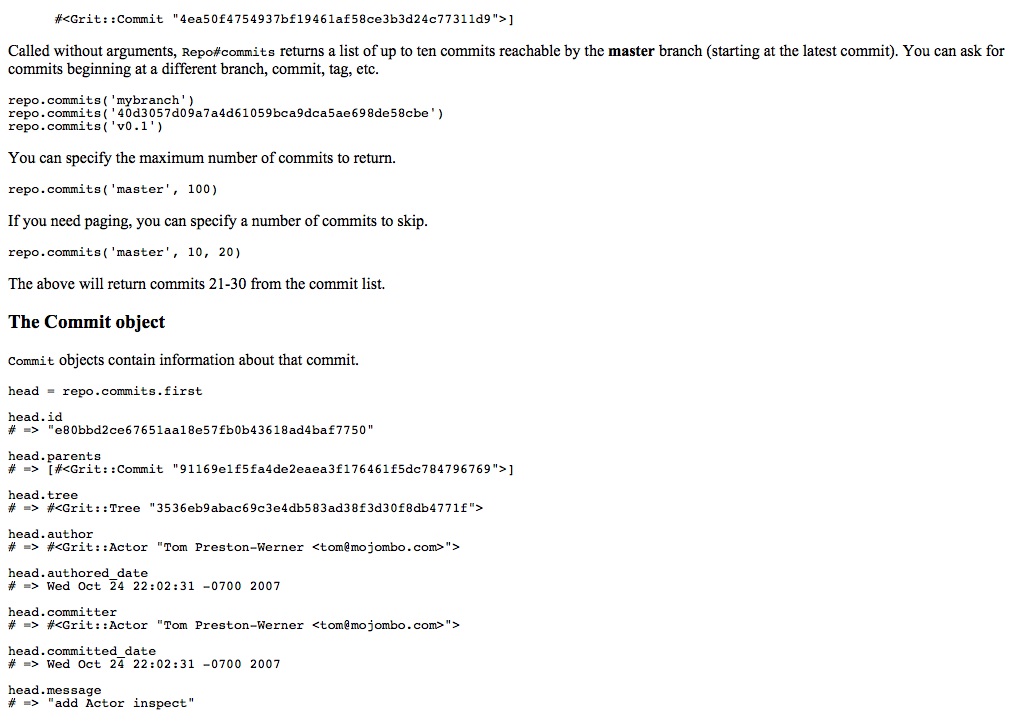 #<Grit::Commit "4ea50f4754937bf19461af58ce3b3d24c77311d9">]
Called without arguments, Repo#commits returns a list of up to ten commits reachable by the master branch (starting at the latest commit). You can ask for
commits beginning at a different branch, commit, tag, etc.
repo.commits('mybranch')
repo.commits('40d3057d09a7a4d61059bca9dca5ae698de58cbe')
repo.commits('v0.1')
You can specify the maximum number of commits to return.
repo.commits('master', 100)
If you need paging, you can specify a number of commits to skip.
repo.commits('master', 10, 20)
The above will return commits 21-30 from the commit list.
The Commit object
Commit objects contain information about that commit.
head = repo.commits.first
head.id
# => "e80bbd2ce67651aa18e57fb0b43618ad4baf7750"
head.parents
# => [#<Grit::Commit "91169e1f5fa4de2eaea3f176461f5dc784796769">]
head.tree
# => #<Grit::Tree "3536eb9abac69c3e4db583ad38f3d30f8db4771f">
head.author
# => #<Grit::Actor "Tom Preston-Werner <tom@mojombo.com>">
head.authored_date
# => Wed Oct 24 22:02:31 -0700 2007
head.committer
# => #<Grit::Actor "Tom Preston-Werner <tom@mojombo.com>">
head.committed_date
# => Wed Oct 24 22:02:31 -0700 2007
head.message
# => "add Actor inspect"